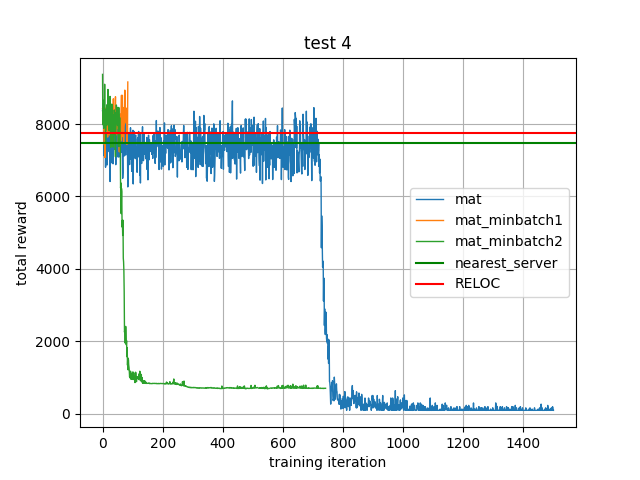 test 4
total reward
8000
6000
4000
2000
0
mat
mat_minbatch1
mat_minbatch2
nearest_server
RELOC
0 200 400 600 800 1000 1200 1400
training iteration